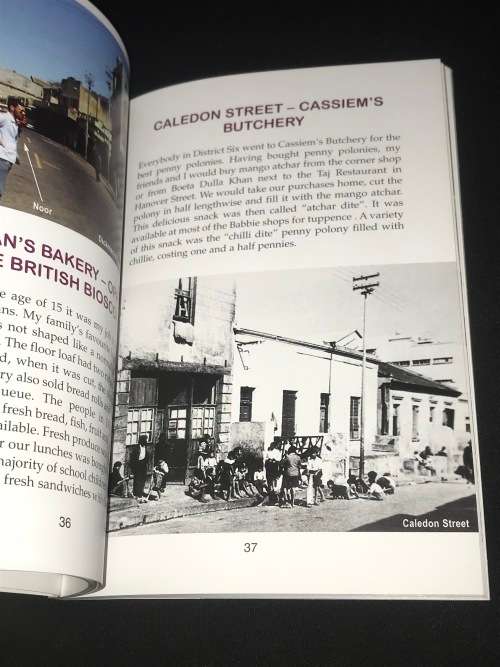 Noor
AN'S BAKERY – O
E BRITISH BIOSC
e age of 15 it was my
ns. My family's favour
s not shaped like a
. The floor loaf had
d, when it was cut,
ry also sold bread rolls
ueue. The people
fresh bread, fish, fruit
ailable. Fresh produce
r our lunches was
majority of school
fresh sandwiches
36
CALEDON STREET – CASSIEM'S
BUTCHERY
Everybody in District Six went to Cassiem's Butchery for the
best penny polonies. Having bought penny polonies, my
friends and I would buy mango atchar from the corner shop
or from Boeta Dulla Khan next to the Taj Restaurant in
Hanover Street. We would take our purchases home, cut the
polony in half lengthwise and fill it with the mango atchar.
This delicious snack was then called "atchar dite". It was
available at most of the Babbie shops for tuppence . A variety
of this snack was the "chilli dite" penny polony filled with
chillie, costing one and a half pennies.
Caledon Street
37